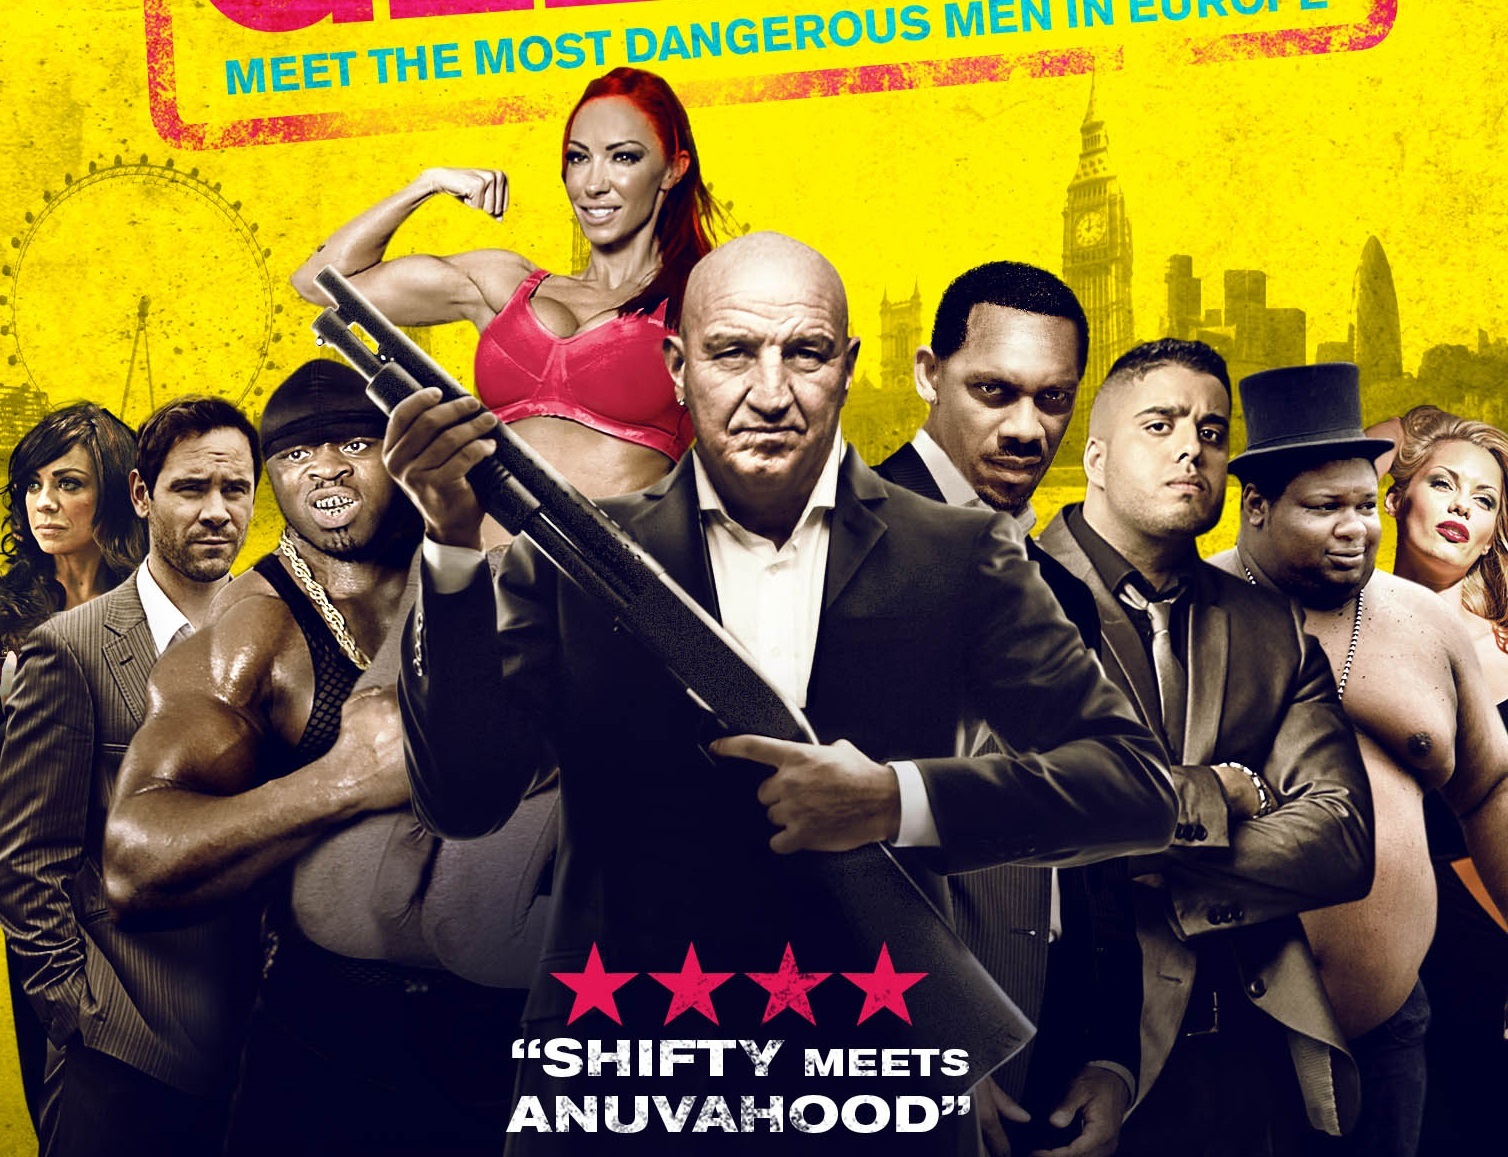 MEET THE MOST DANGEROUS MEN IN EUROPE
“SHIFTY MEETS
ANUVAHOOD”